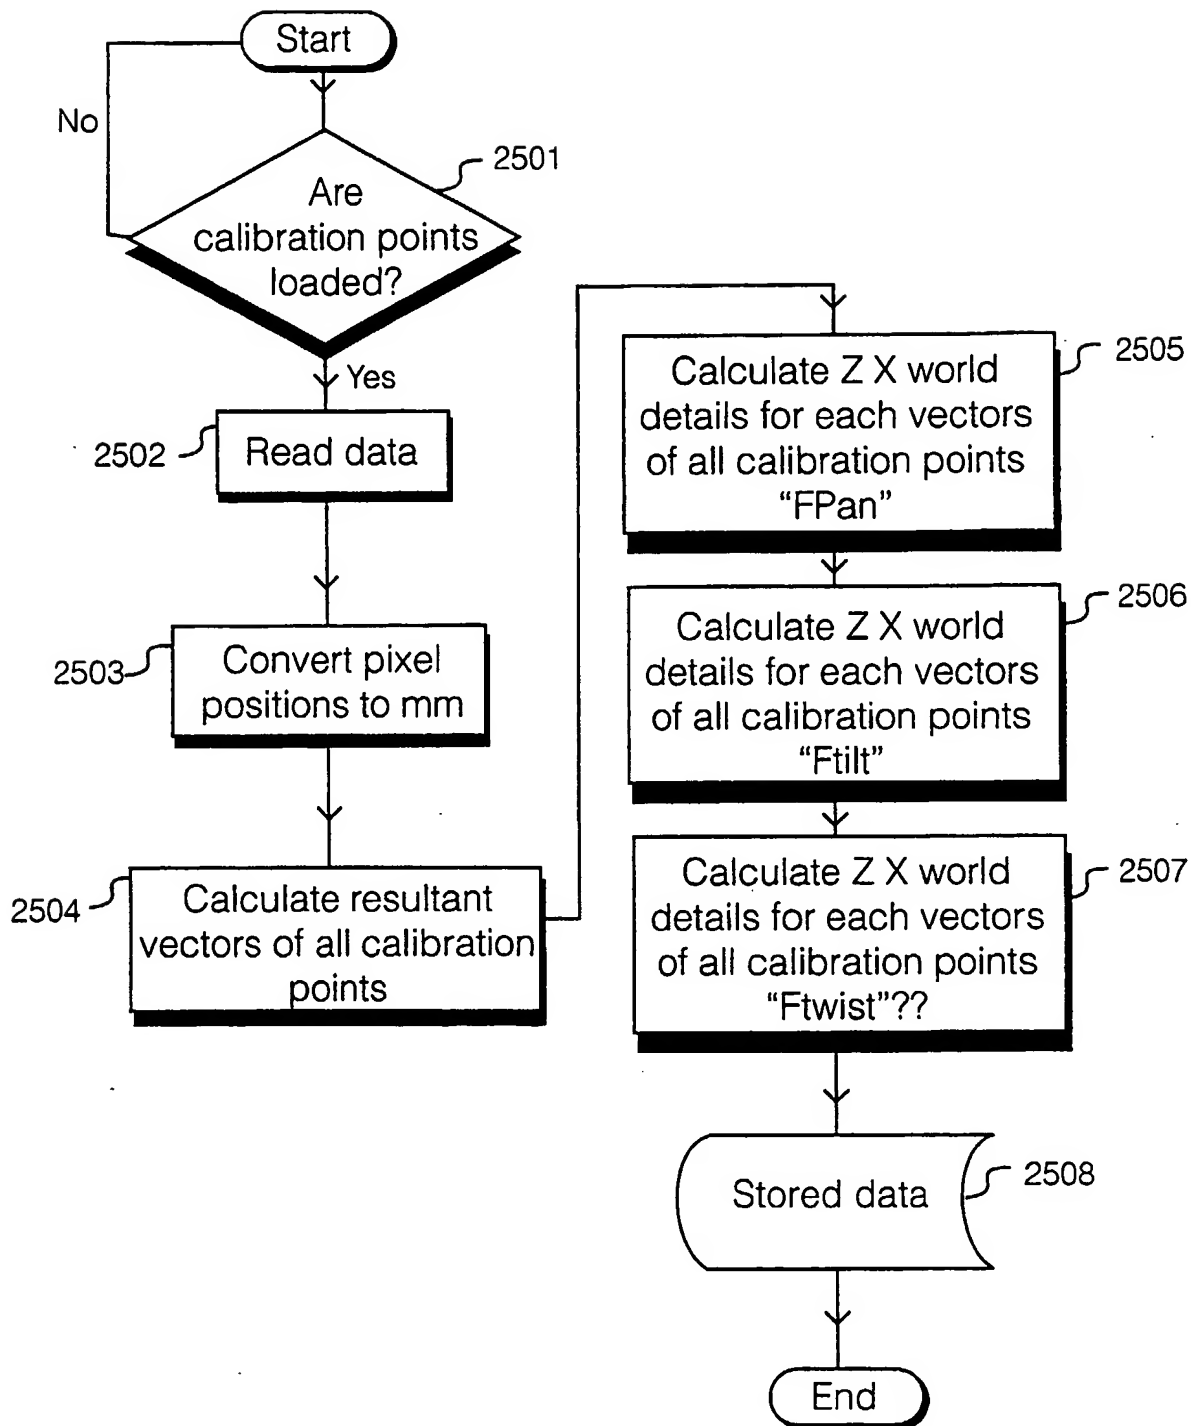 Start
No
2501
Are
calibration points
loaded?
Yes
2502
Read data
2503
Convert pixel
positions to mm
2504
Calculate resultant
vectors of all calibration
points
2505
Calculate Z X world
details for each vectors
of all calibration points
“FPan”
2506
Calculate Z X world
details for each vectors
of all calibration points
“Ftilt”
2507
Calculate Z X world
details for each vectors
of all calibration points
“Ftwist”??
2508
Stored data
End